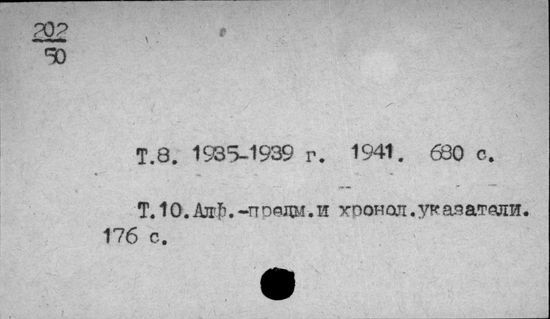 202
50
Т.8. 1935-1939 г. 1941. 680 с.
Т.10.Алф.-предм.и хронол.указатели.
176 с.